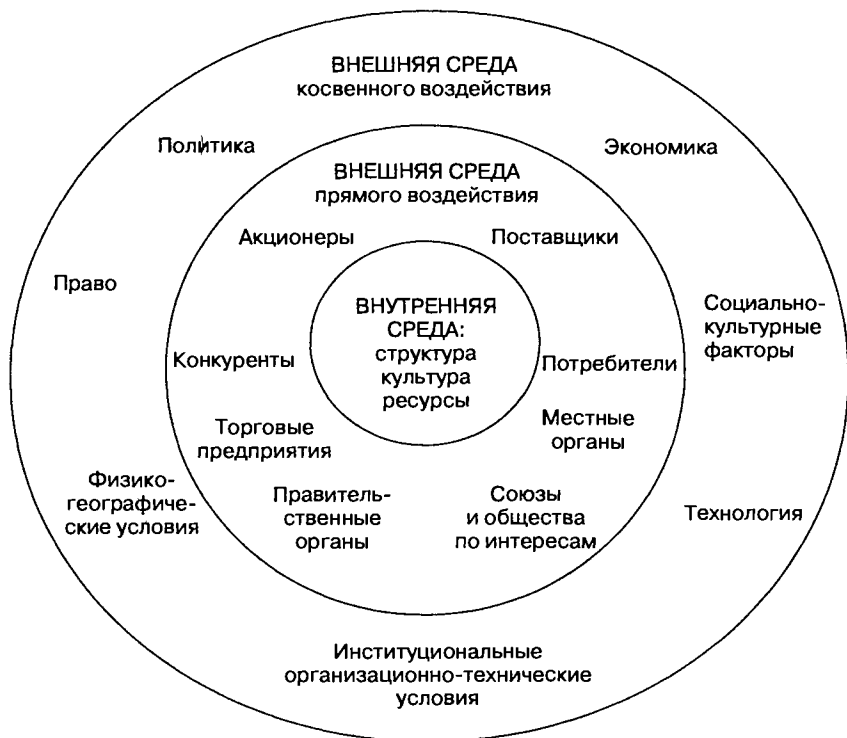 ВНЕШНЯЯ СРЕДА
косвенного воздействия
Политика
Экономика
ВНЕШНЯЯ СРЕДА
прямого воздействия
Акционеры
Поставщики
Право
ВНУТРЕННЯЯ
СРЕДА:
структура
культура
ресурсы
Социально-
культурные
факторы
Конкуренты
Потребители
Торговые
предприятия
Местные
органы
Физико-
географиче-
ские условия
Правитель-
ственные
органы
Союзы
и общества
по интересам
Технология
Институциональные
организационно-технические
условия